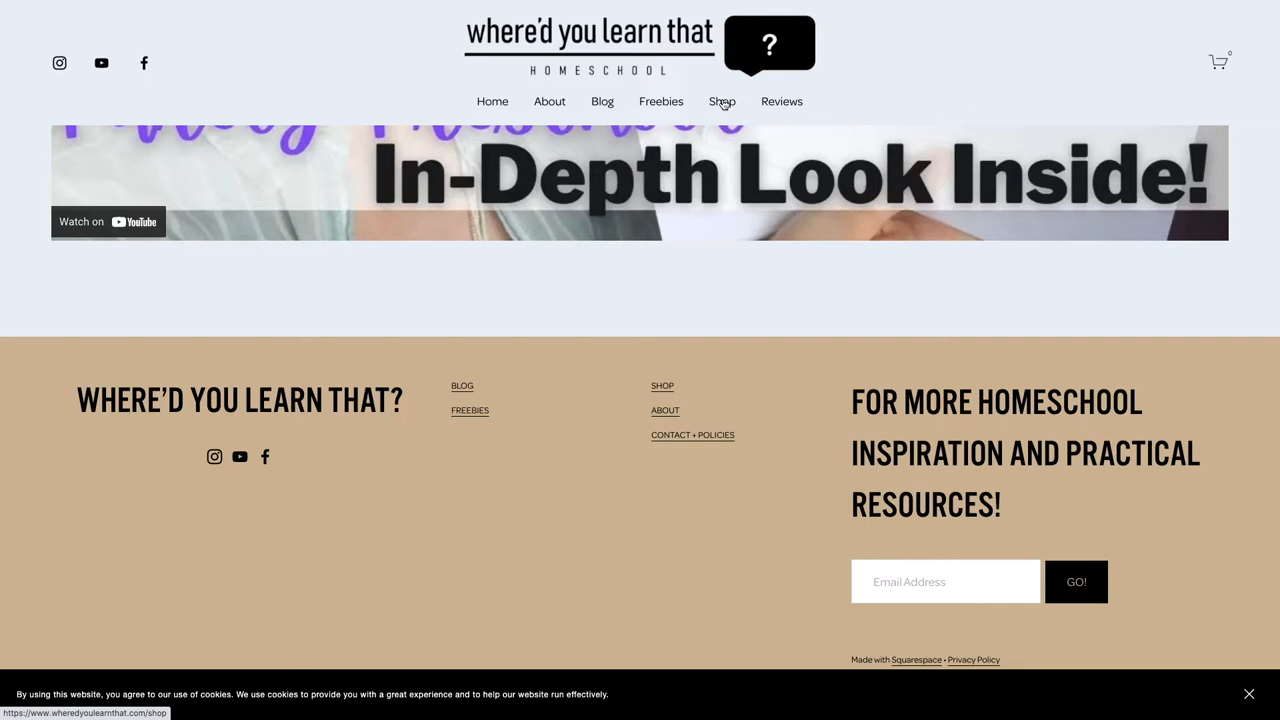 where'd you learn that
?
HOMESCHOOL
0
Home About Blog Freebies Shop Reviews
In-Depth Look Inside!
Watch on YouTube
WHERE'D YOU LEARN THAT?
BLOG
FREEBIES
SHOP
ABOUT
CONTACT + POLICIES
FOR MORE HOMESCHOOL
INSPIRATION AND PRACTICAL
RESOURCES!
Email Address
GO!
Made with Squarespace • Privacy Policy
By using this website, you agree to our use of cookies. We use cookies to provide you with a great experience and to help our website run effectively.
https://www.wheredyoulearnthat.com/shop